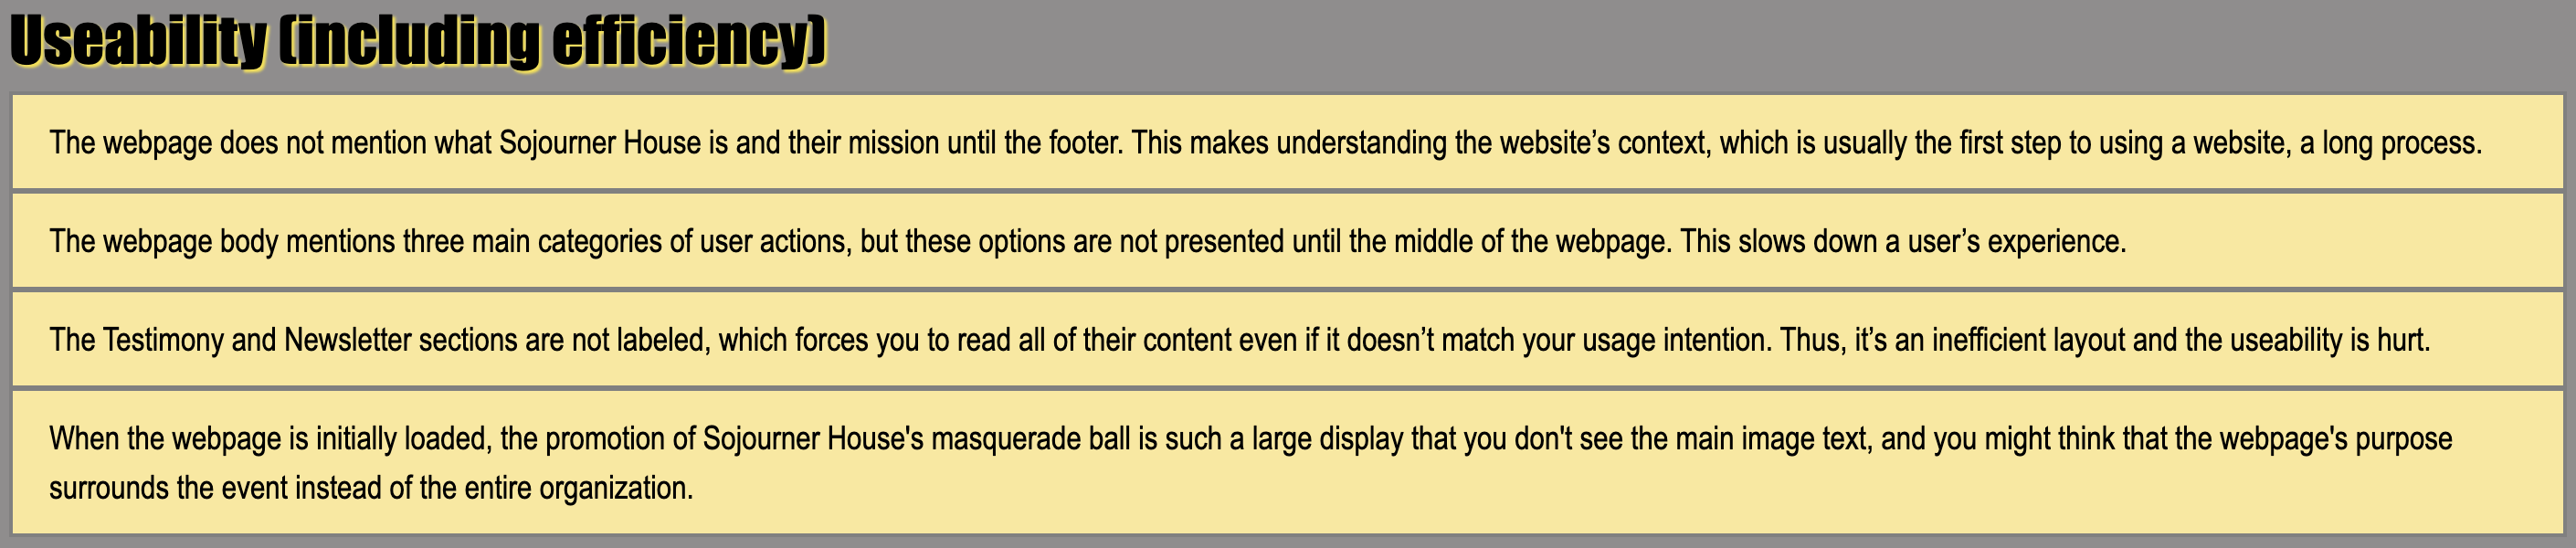 Useability (including efficiency)
The webpage does not mention what Sojourner House is and their mission until the footer. This makes understanding the website’s context, which is usually the first step to using a website, a long process.
The webpage body mentions three main categories of user actions, but these options are not presented until the middle of the webpage. This slows down a user’s experience.
The Testimony and Newsletter sections are not labeled, which forces you to read all of their content even if it doesn’t match your usage intention. Thus, it’s an inefficient layout and the useability is hurt.
When the webpage is initially loaded, the promotion of Sojourner House's masquerade ball is such a large display that you don't see the main image text, and you might think that the webpage's purpose
surrounds the event instead of the entire organization.